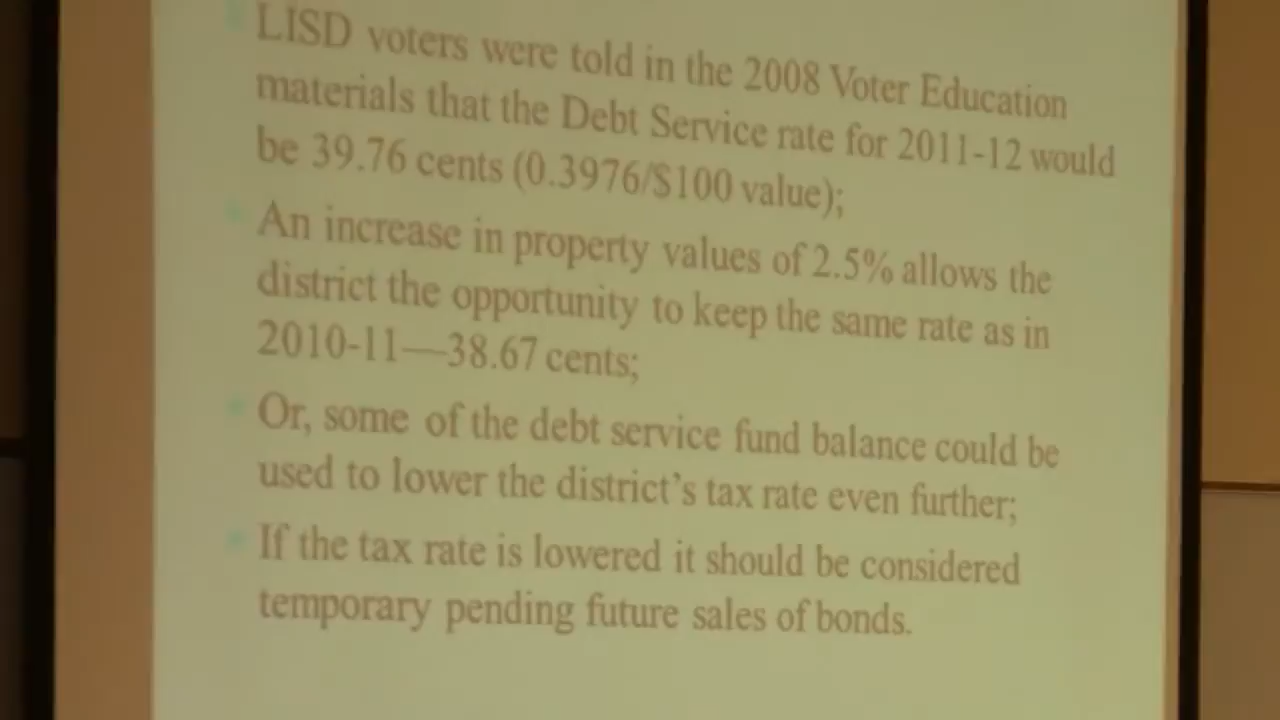 LISD voters were told in the 2008 Voter Education
materials that the Debt Service rate for 2011-12 would
be 39.76 cents (0.3976/$100 value);
An increase in property values of 2.5% allows the
district the opportunity to keep the same rate as in
2010-11—38.67 cents;
Or, some of the debt service fund balance could be
used to lower the district's tax rate even further;
If the tax rate is lowered it should be considered
temporary pending future sales of bonds.